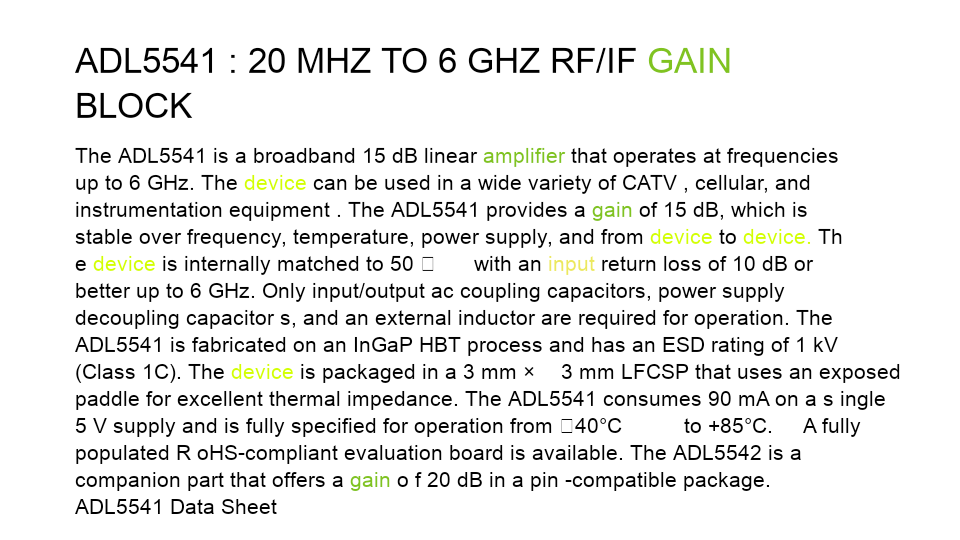 ADL5541 : 20 MHZ TO 6 GHZ RF/IF GAIN
BLOCK
The ADL5541 is a broadband 15 dB linear amplifier that operates at frequencies
up to 6 GHz. The device can be used in a wide variety of CATV , cellular, and
instrumentation equipment . The ADL5541 provides a gain of 15 dB, which is
stable over frequency, temperature, power supply, and from device to device. Th
e device is internally matched to 50 □ with an input return loss of 10 dB or
better up to 6 GHz. Only input/output ac coupling capacitors, power supply
decoupling capacitor s, and an external inductor are required for operation. The
ADL5541 is fabricated on an InGaP HBT process and has an ESD rating of 1 kV
(Class 1C). The device is packaged in a 3 mm × 3 mm LFCSP that uses an exposed
paddle for excellent thermal impedance. The ADL5541 consumes 90 mA on a s ingle
5 V supply and is fully specified for operation from □40°C to +85°C. A fully
populated R oHS-compliant evaluation board is available. The ADL5542 is a
companion part that offers a gain o f 20 dB in a pin -compatible package.
ADL5541 Data Sheet